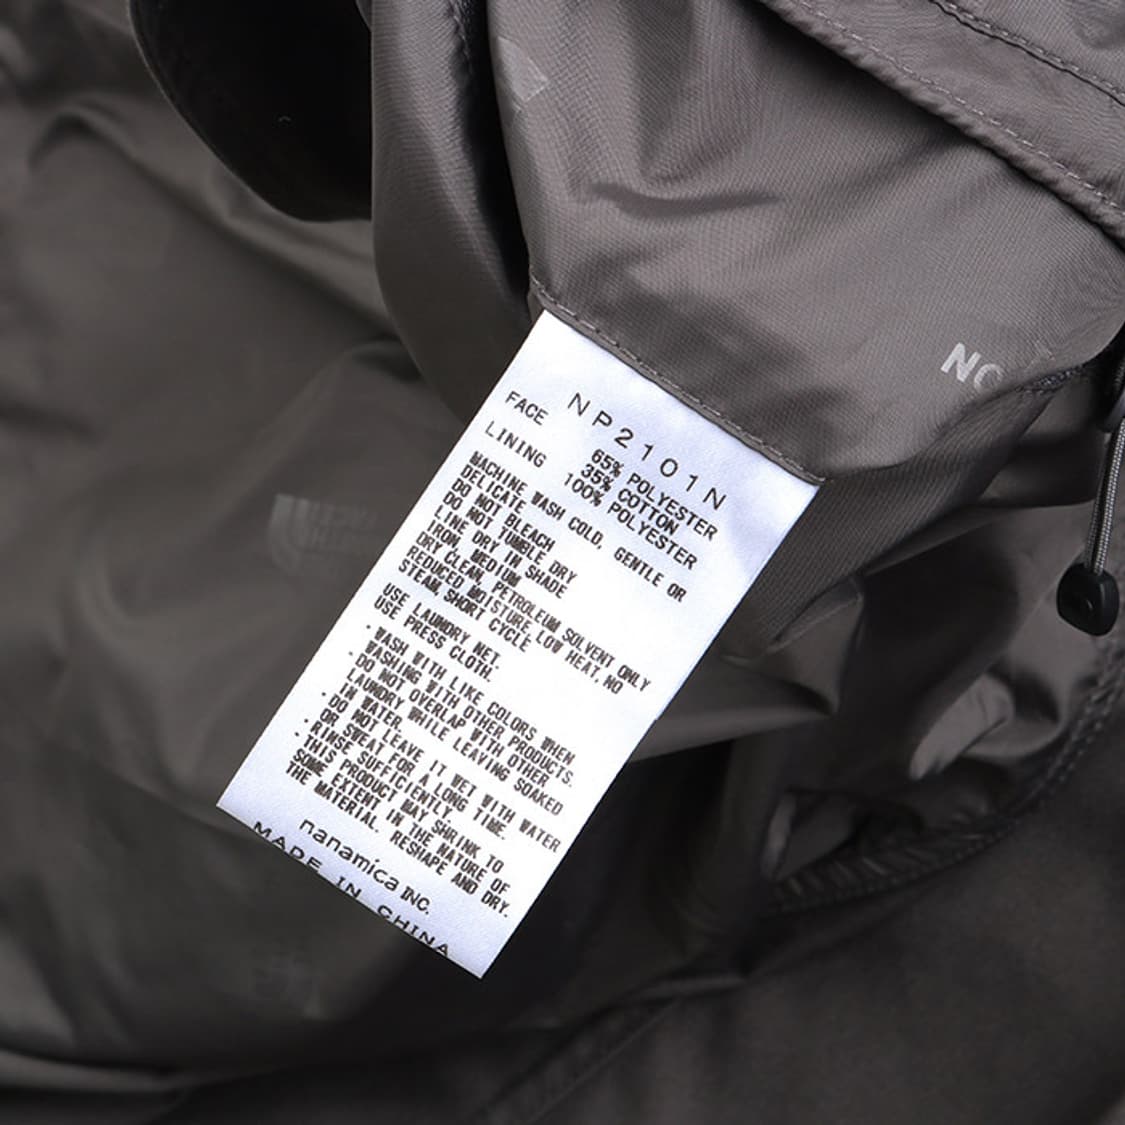 NP2101N
FACE 65% POLYESTER
35% COTTON
LINING 100% POLYESTER
MACHINE WASH COLD, GENTLE OR
DELICATE
DO NOT BLEACH
DO NOT TUMBLE DRY
LINE DRY IN SHADE
IRON, MEDIUM
DRY CLEAN, PETROLEUM SOLVENT ONLY
REDUCED MOISTURE, LOW HEAT, NO
STEAM, SHORT CYCLE
USE LAUNDRY NET.
USE PRESS CLOTH.
・WASH WITH LIKE COLORS WHEN
WASHING WITH OTHER PRODUCTS.
・DO NOT OVERLAP WITH OTHER
LAUNDRY WHILE LEAVING SOAKED
IN WATER.
・DO NOT LEAVE IT WET WITH WATER
OR SWEAT FOR A LONG TIME.
・RINSE SUFFICIENTLY.
・THIS PRODUCT MAY SHRINK TO
SOME EXTENT IN THE NATURE OF
THE MATERIAL. RESHAPE AND DRY.
nanamica INC.
MADE IN CHINA
NO